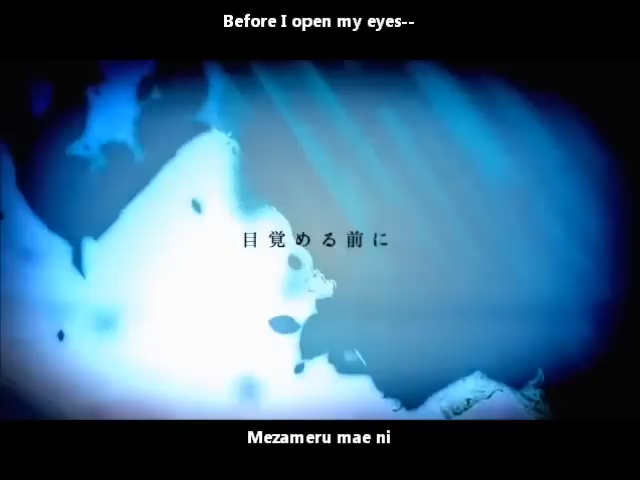 Before I open my eyes--
目覚める前に
Mezameru mae ni